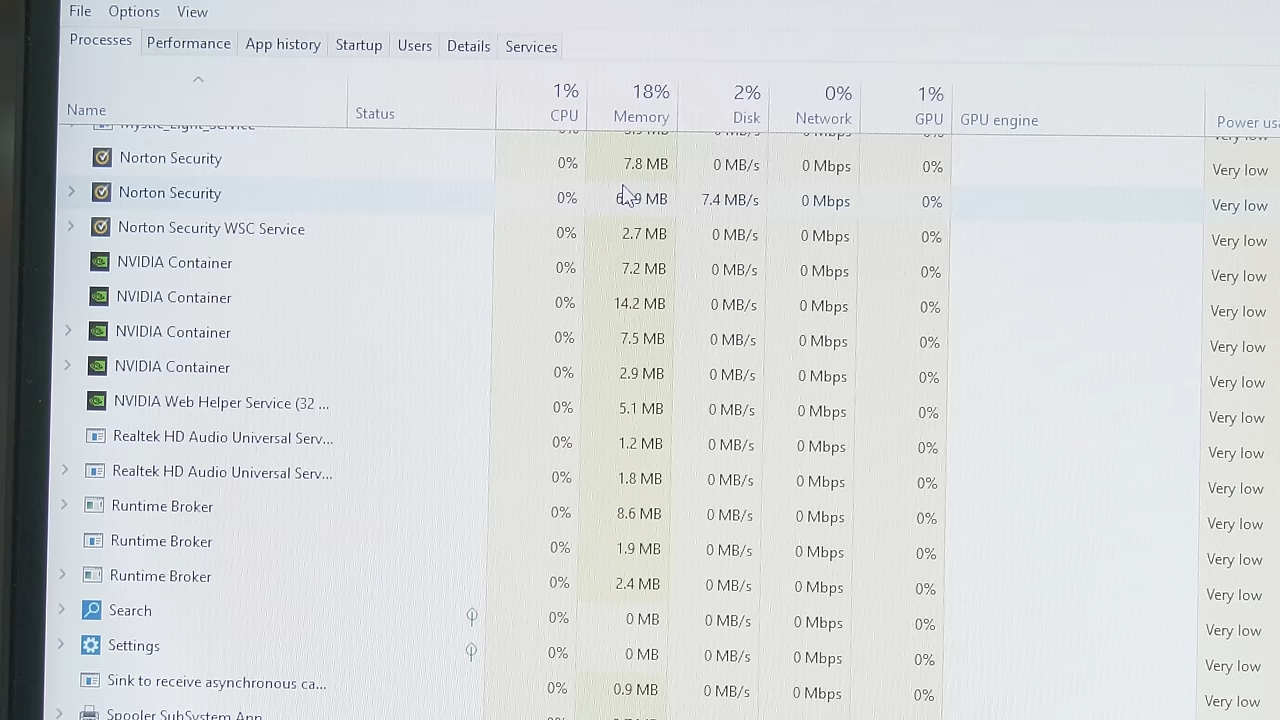 File Options View
Processes Performance App history Startup Users Details Services
1% 18% 2% 0% 1%
Name Status CPU Memory Disk Network GPU GPU engine Power usa
Mystic_Light_Service
Norton Security 0% 7.8 MB 0 MB/s 0 Mbps 0% Very low
Norton Security 0% MB 7.4 MB/s 0 Mbps 0% Very low
Norton Security WSC Service 0% 2.7 MB 0 MB/s 0 Mbps 0% Very low
NVIDIA Container 0% 7.2 MB 0 MB/s 0 Mbps 0% Very low
NVIDIA Container 0% 14.2 MB 0 MB/s 0 Mbps 0% Very low
NVIDIA Container 0% 7.5 MB 0 MB/s 0 Mbps 0% Very low
NVIDIA Container 0% 2.9 MB 0 MB/s 0 Mbps 0% Very low
NVIDIA Web Helper Service (32 ... 0% 5.1 MB 0 MB/s 0 Mbps 0% Very low
Realtek HD Audio Universal Serv... 0% 1.2 MB 0 MB/s 0 Mbps 0% Very low
Realtek HD Audio Universal Serv... 0% 1.8 MB 0 MB/s 0 Mbps 0% Very low
Runtime Broker 0% 8.6 MB 0 MB/s 0 Mbps 0% Very low
Runtime Broker 0% 1.9 MB 0 MB/s 0 Mbps 0% Very low
Runtime Broker 0% 2.4 MB 0 MB/s 0 Mbps 0% Very low
Search 0% 0 MB 0 MB/s 0 Mbps 0% Very low
Settings 0% 0 MB 0 MB/s 0 Mbps 0% Very low
Sink to receive asynchronous ca... 0% 0.9 MB 0 MB/s 0 Mbps 0% Very low
Spooler SubSystem App